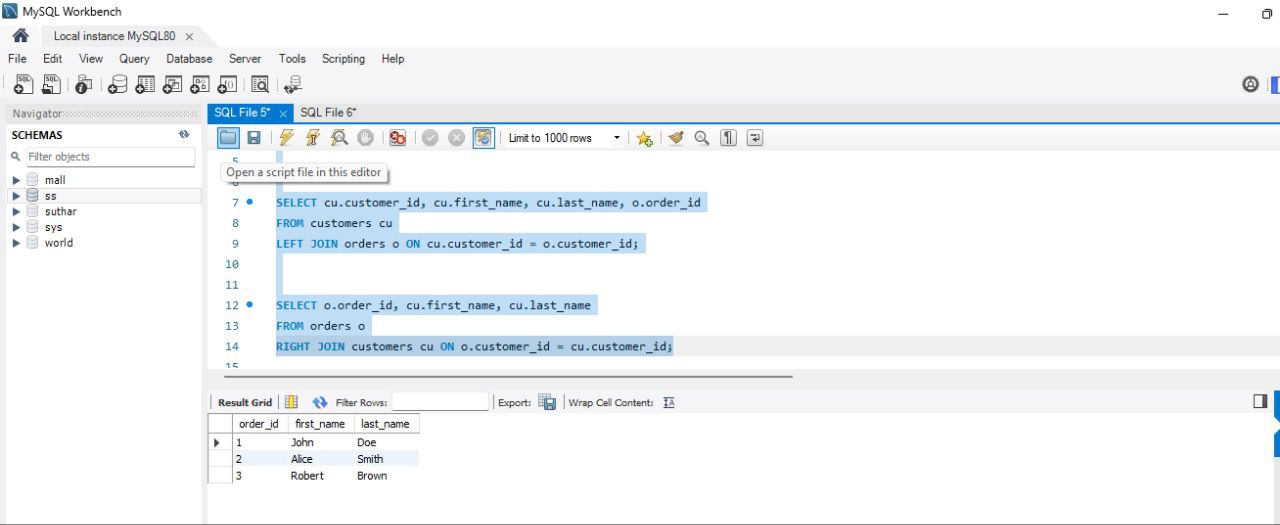 MySQL Workbench
Local instance MySQL80 ×
File Edit View Query Database Server Tools Scripting Help
Navigator
SQL File 5* × SQL File 6*
SCHEMAS
Limit to 1000 rows
Filter objects
mall
ss
suthar
sys
world
5
Open a script file in this editor
7 SELECT cu.customer_id, cu.first_name, cu.last_name, o.order_id
8 FROM customers cu
9 LEFT JOIN orders o ON cu.customer_id = o.customer_id;
10
11
12 SELECT o.order_id, cu.first_name, cu.last_name
13 FROM orders o
14 RIGHT JOIN customers cu ON o.customer_id = cu.customer_id;
15
Result Grid Filter Rows: Export: Wrap Cell Content: IA
order_id first_name last_name
1 John Doe
2 Alice Smith
3 Robert Brown